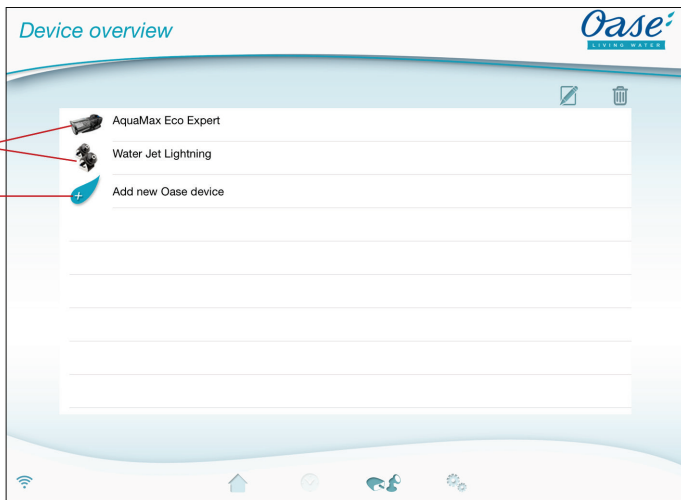 Device overview
Oase
LIVING WATER
AquaMax Eco Expert
Water Jet Lightning
Add new Oase device